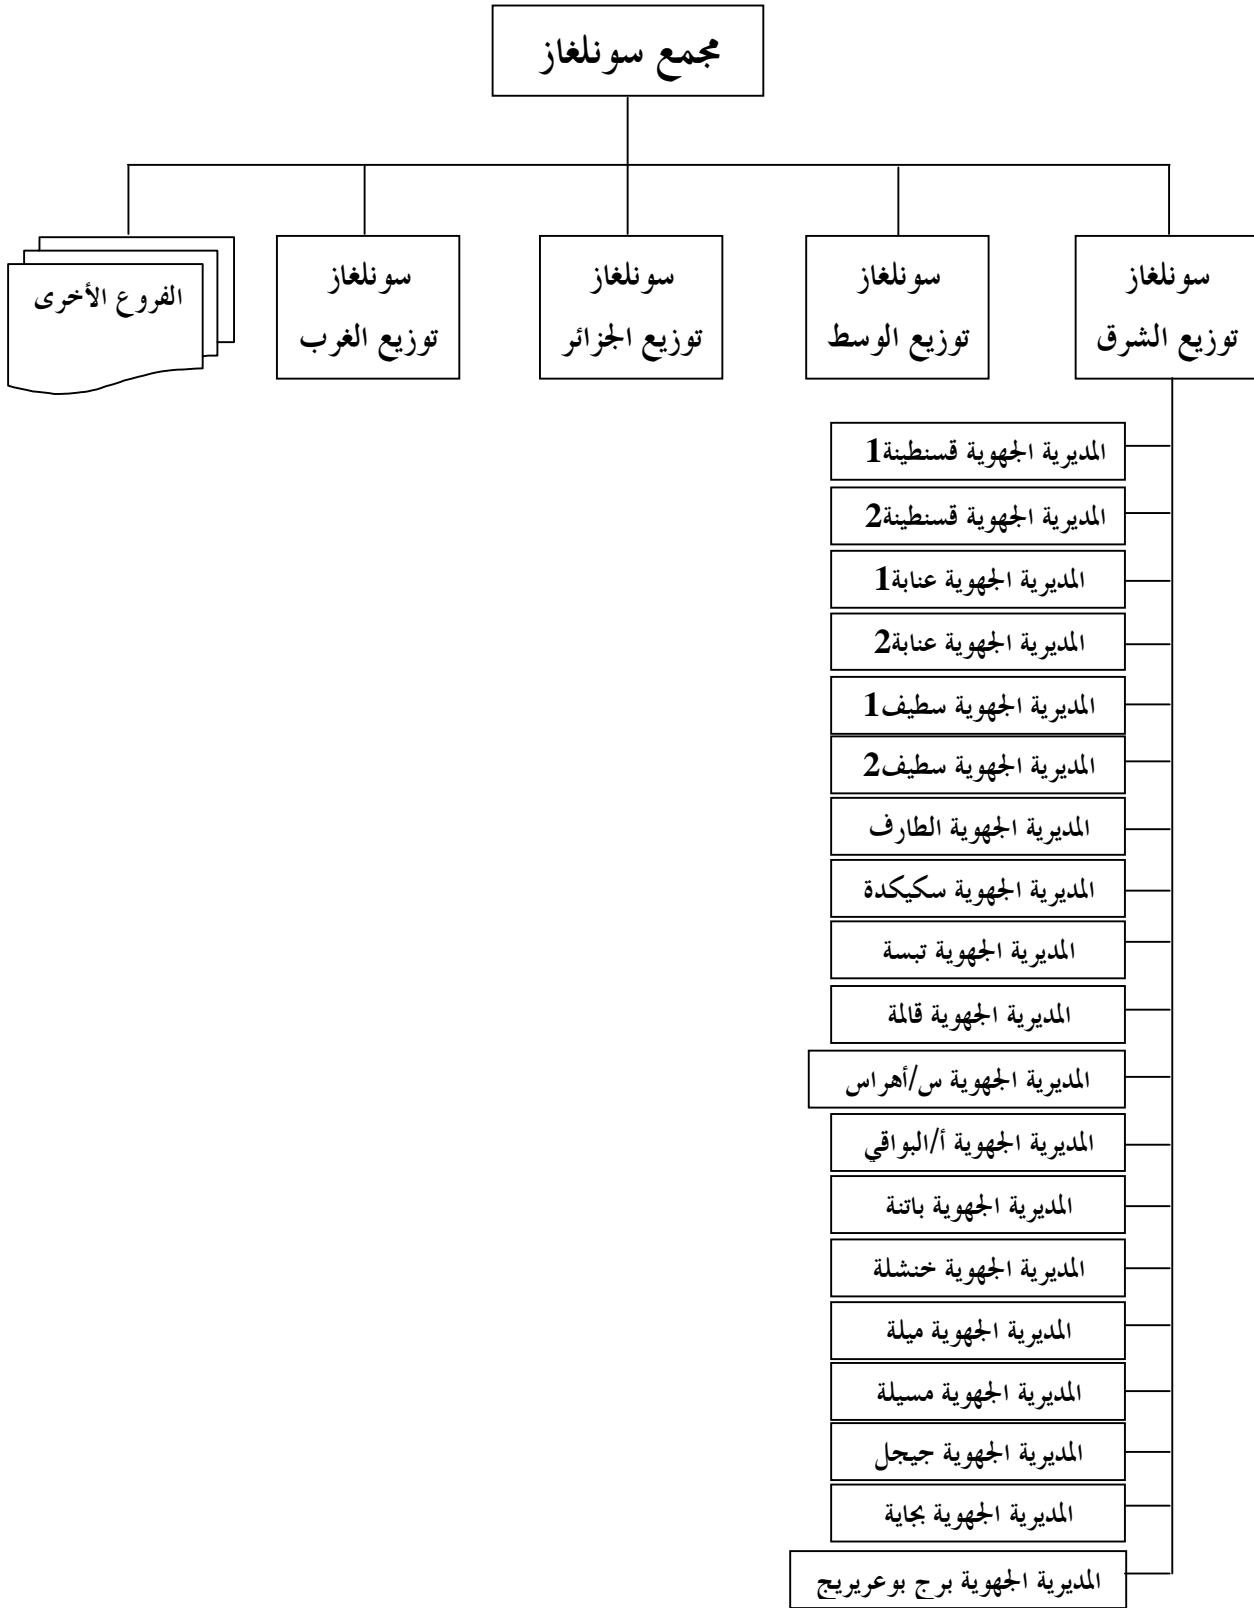 مجمع سونلغاز
سونلغاز
توزيع الشرق
سونلغاز
توزيع الوسط
سونلغاز
توزيع الجزائر
سونلغاز
توزيع الغرب
الفروع الأخرى
المديرية الجهوية قسنطينة1
المديرية الجهوية قسنطينة2
المديرية الجهوية عنابة1
المديرية الجهوية عنابة2
المديرية الجهوية سطيف1
المديرية الجهوية سطيف2
المديرية الجهوية الطارف
المديرية الجهوية سكيكدة
المديرية الجهوية تبسة
المديرية الجهوية قالمة
المديرية الجهوية س/أهراس
المديرية الجهوية أ/البواقي
المديرية الجهوية باتنة
المديرية الجهوية خنشلة
المديرية الجهوية ميلة
المديرية الجهوية مسيلة
المديرية الجهوية جيجل
المديرية الجهوية بجاية
المديرية الجهوية برج بوعريريج